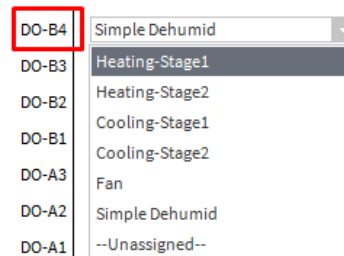 DO-B4 Simple Dehumid
DO-B3 Heating-Stage1
DO-B2 Heating-Stage2
DO-B1 Cooling-Stage1
Cooling-Stage2
DO-A3 Fan
DO-A2 Simple Dehumid
DO-A1 --Unassigned--